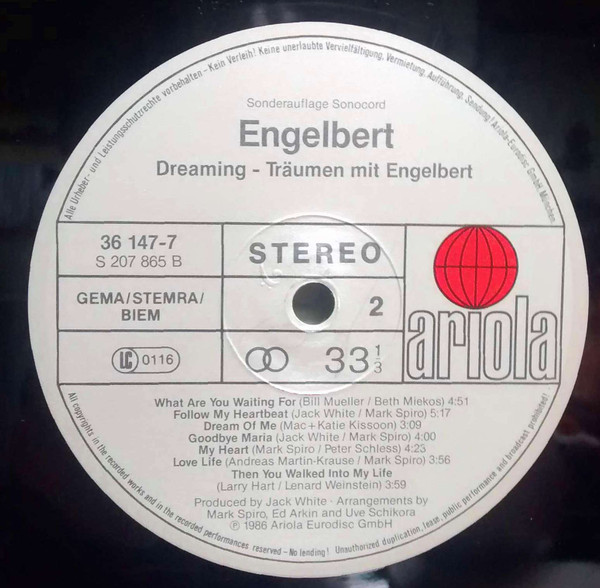 Alle Urheber- und Leistungsschutzrechte vorbehalten - Kein Verleih! Keine unerlaubte Vervielfältigung, Vermietung, Aufführung, Sendung! Ariola-Eurodisc GmbH München.
Sonderauflage Sonocord
Engelbert
Dreaming - Träumen mit Engelbert
36 147-7
S 207 865 B
STEREO
GEMA/STEMRA/
BIEM
2
LC 0116
33 1/3
ariola
What Are You Waiting For (Bill Mueller / Beth Miekos) 4:51
Follow My Heartbeat (Jack White / Mark Spiro) 5:17
Dream Of Me (Mac + Katie Kissoon) 3:09
Goodbye Maria (Jack White / Mark Spiro) 4:00
My Heart (Mark Spiro / Peter Schless) 4:23
Love Life (Andreas Martin-Krause / Mark Spiro) 3:56
Then You Walked Into My Life
(Larry Hart / Lenard Weinstein) 3:59
Produced by Jack White · Arrangements by
Mark Spiro, Ed Arkin and Uve Schikora
Ⓟ 1986 Ariola Eurodisc GmbH
All copyrights in the recorded works and in the recorded performances reserved – No lending! Unauthorized duplication, lease, public performance and broadcast prohibited!